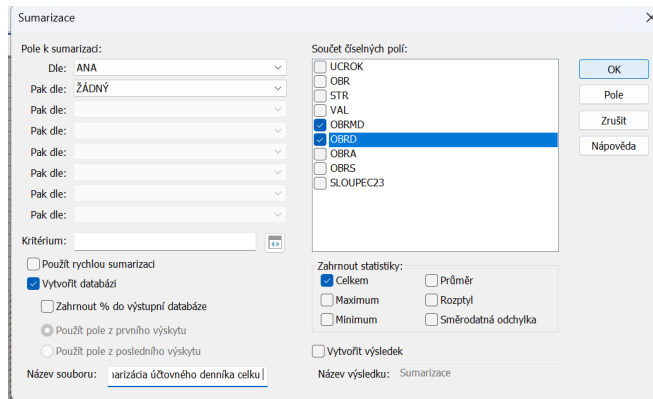 Sumarizace
Pole k sumarizaci:
Dle: ANA
Pak dle: ŽÁDNÝ
Pak dle:
Pak dle:
Pak dle:
Pak dle:
Pak dle:
Pak dle:
Kritérium:
Použít rychlou sumarizaci
Vytvořit databázi
Zahrnout % do výstupní databáze
Použít pole z prvního výskytu
Použít pole z posledního výskytu
Název souboru: narizácia účtovného denníka celku
Součet číselných polí:
UCROK
OBR
STR
VAL
OBRMD
OBRD
OBRA
OBRS
SLOUPEC23
Zahrnout statistiky:
Celkem Průměr
Maximum Rozptyl
Minimum Směrodatná odchylka
Vytvořit výsledek
Název výsledku: Sumarizace
OK
Pole
Zrušit
Nápověda